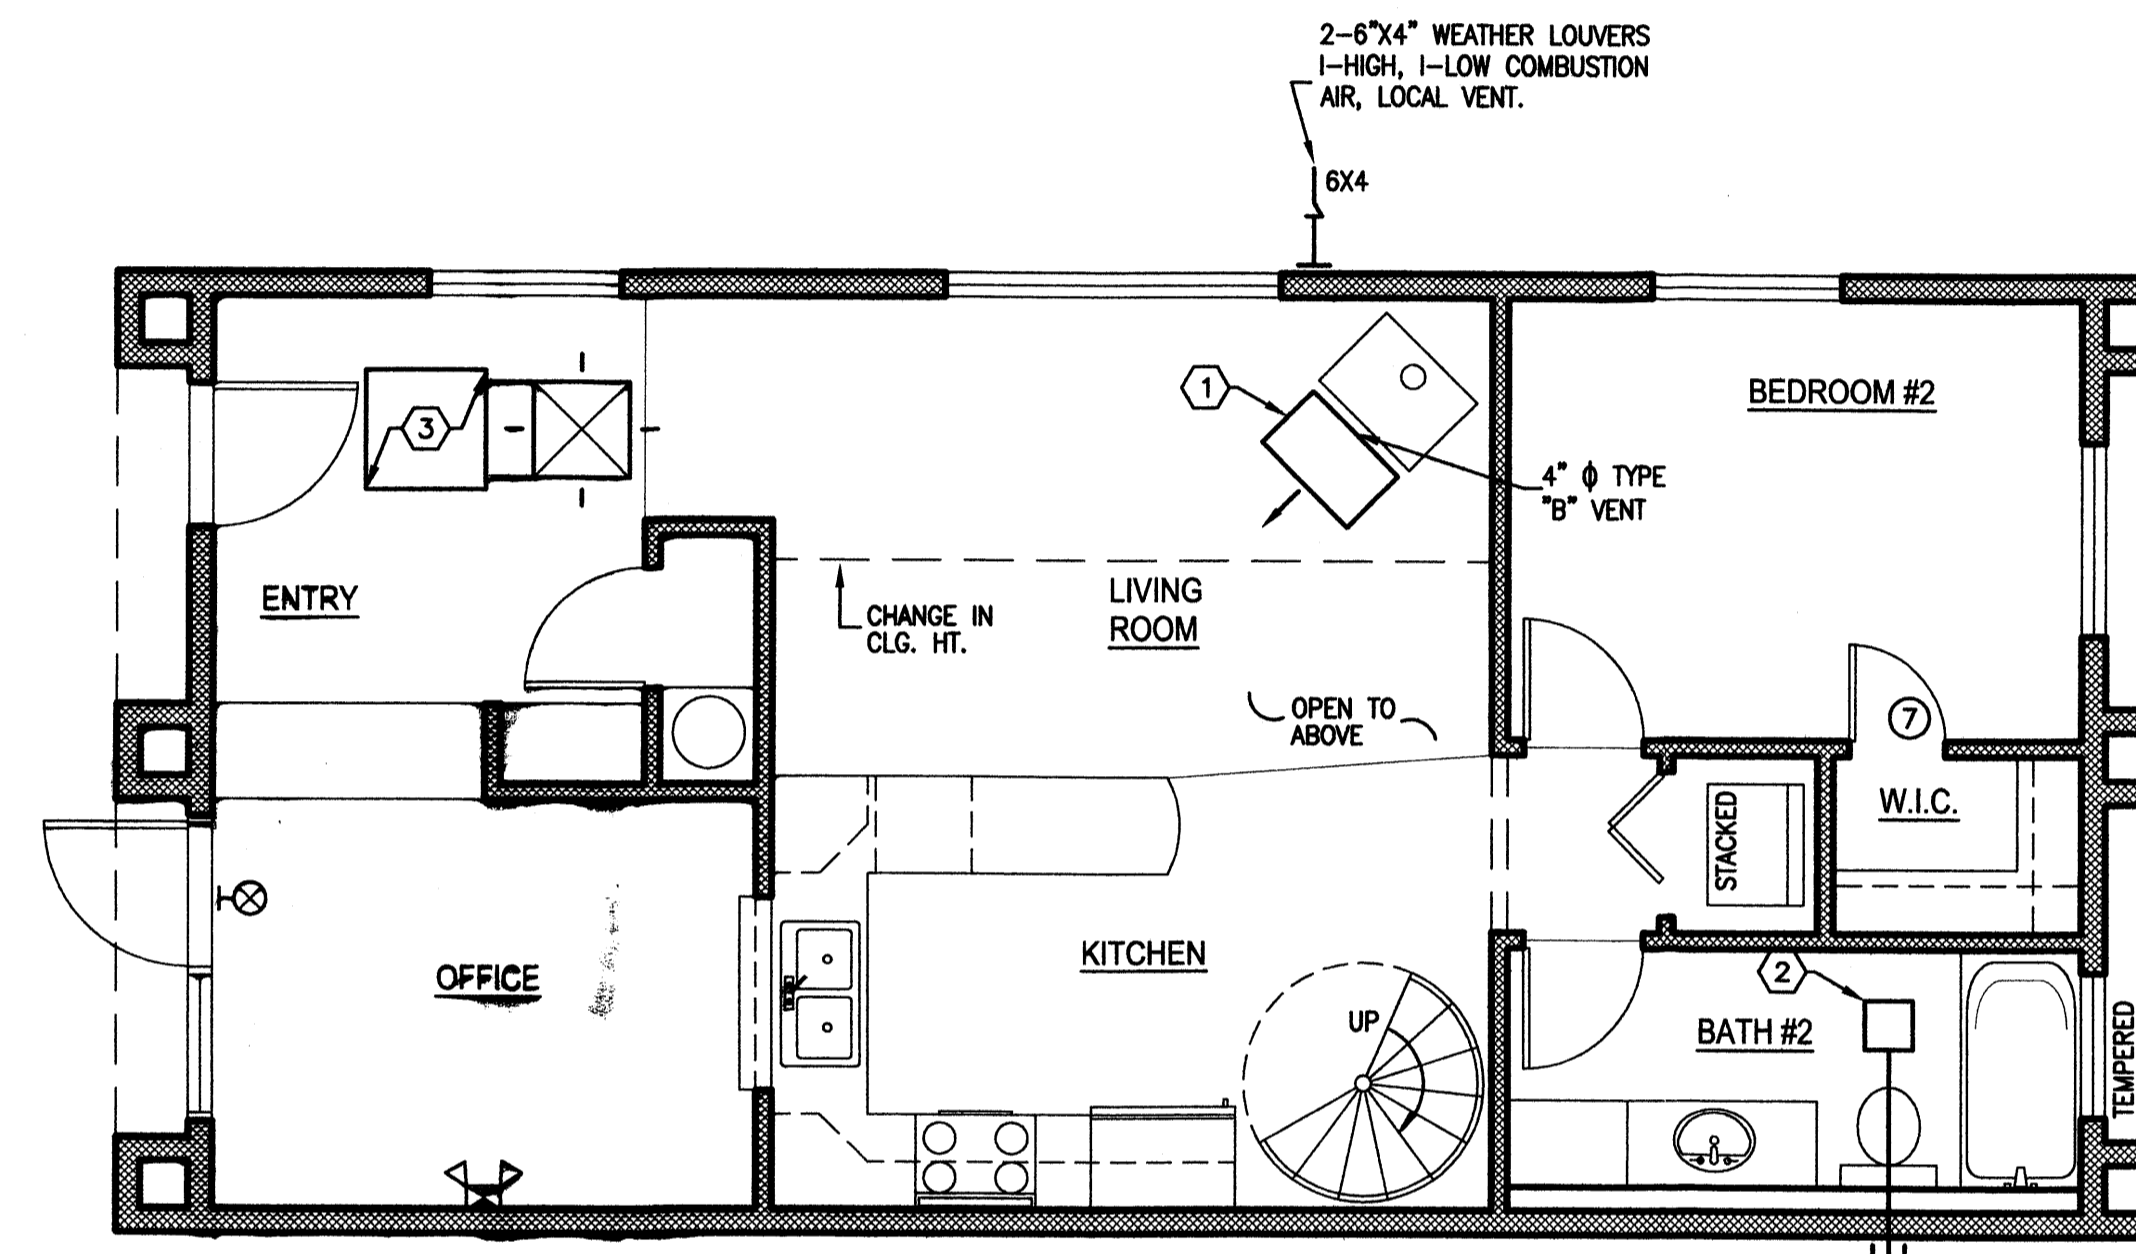 2-6"X4" WEATHER LOUVERS
1-HIGH, 1-LOW COMBUSTION
AIR, LOCAL VENT.
6X4
1
BEDROOM #2
3
4" ϕ TYPE
"B" VENT
ENTRY
LIVING
ROOM
CHANGE IN
CLG. HT.
OPEN TO
ABOVE
7
W.I.C.
STACKED
KITCHEN
OFFICE
2
UP
BATH #2
TEMPERED